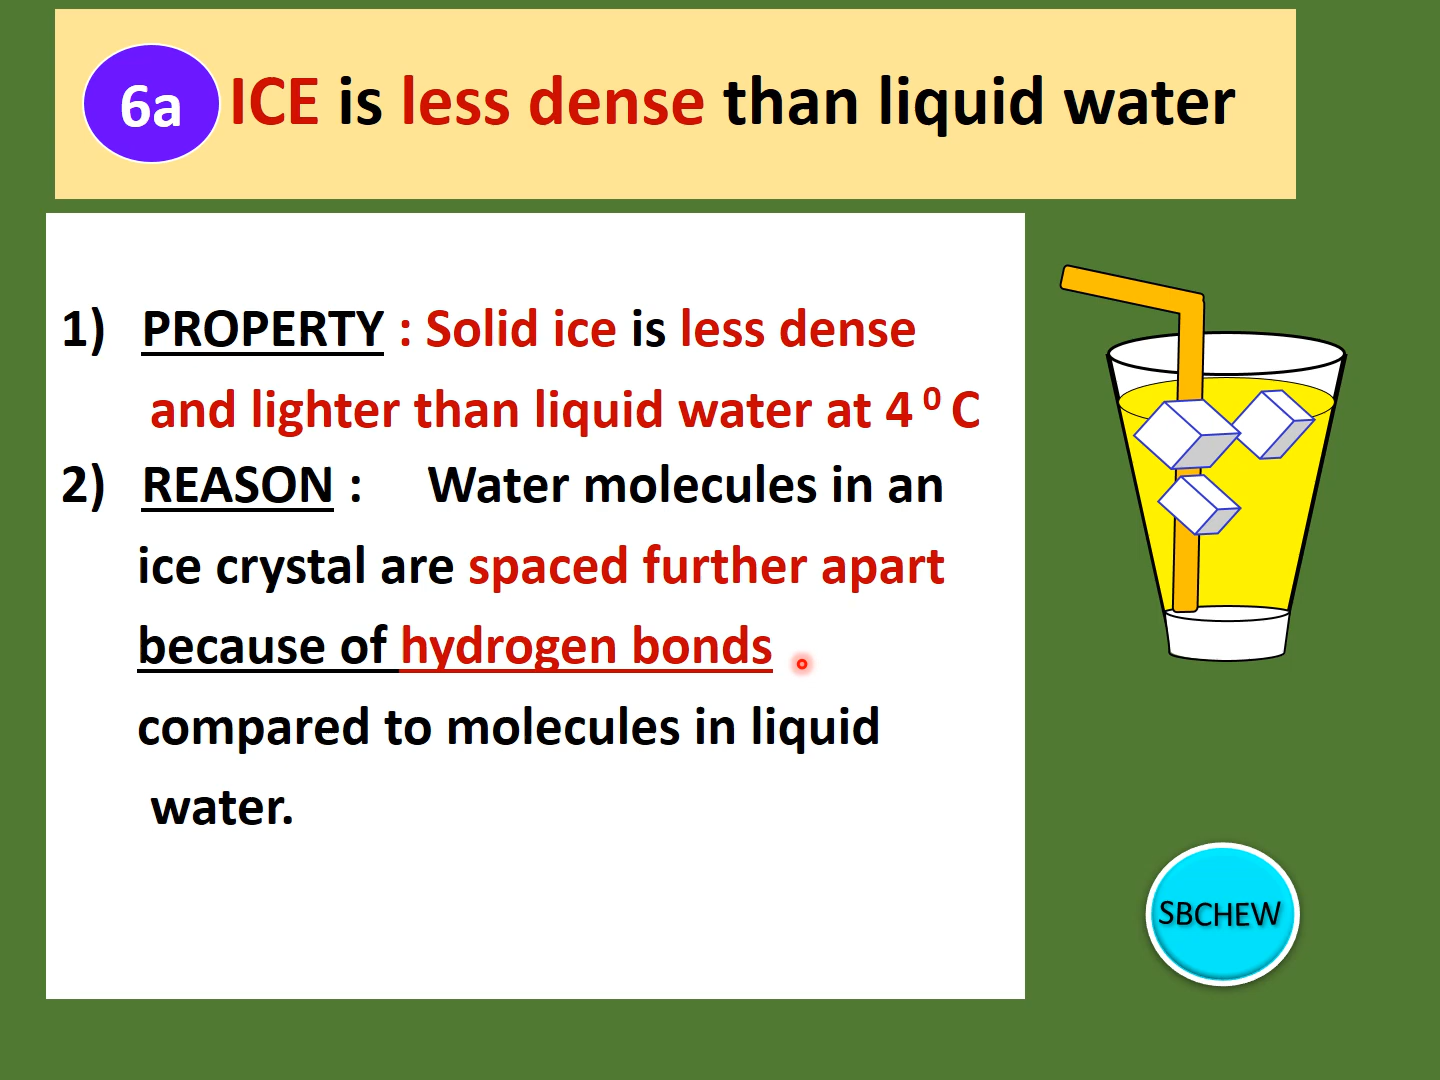 6a ICE is less dense than liquid water
1) PROPERTY : Solid ice is less dense
and lighter than liquid water at 4 ⁰ C
2) REASON : Water molecules in an
ice crystal are spaced further apart
because of hydrogen bonds
compared to molecules in liquid
water.
SBCHEW